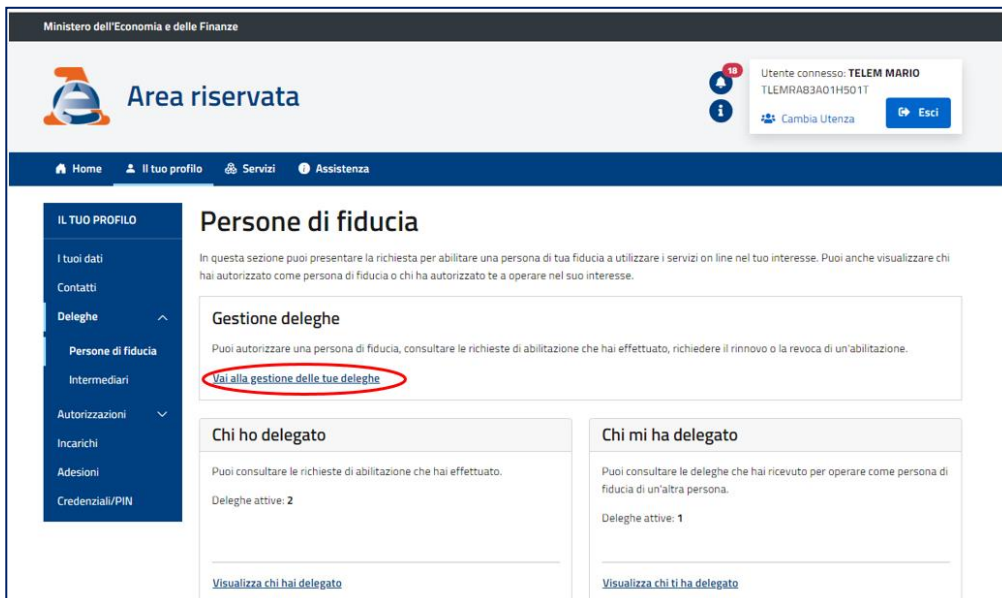 Ministero dell'Economia e delle Finanze
Area riservata
18
Utente connesso: TELEM MARIO
TLEMRA83A01H501T
Cambia Utenza
Esci
Home
Il tuo profilo
Servizi
Assistenza
IL TUO PROFILO
I tuoi dati
Contatti
Deleghe
Persone di fiducia
Intermediari
Autorizzazioni
Incarichi
Adesioni
Credenziali/PIN
Persone di fiducia
In questa sezione puoi presentare la richiesta per abilitare una persona di tua fiducia a utilizzare i servizi on line nel tuo interesse. Puoi anche visualizzare chi
hai autorizzato come persona di fiducia o chi ha autorizzato te a operare nel suo interesse.
Gestione deleghe
Puoi autorizzare una persona di fiducia, consultare le richieste di abilitazione che hai effettuato, richiedere il rinnovo o la revoca di un'abilitazione.
Vai alla gestione delle tue deleghe
Chi ho delegato
Puoi consultare le richieste di abilitazione che hai effettuato.
Deleghe attive: 2
Visualizza chi hai delegato
Chi mi ha delegato
Puoi consultare le deleghe che hai ricevuto per operare come persona di
fiducia di un'altra persona.
Deleghe attive: 1
Visualizza chi ti ha delegato